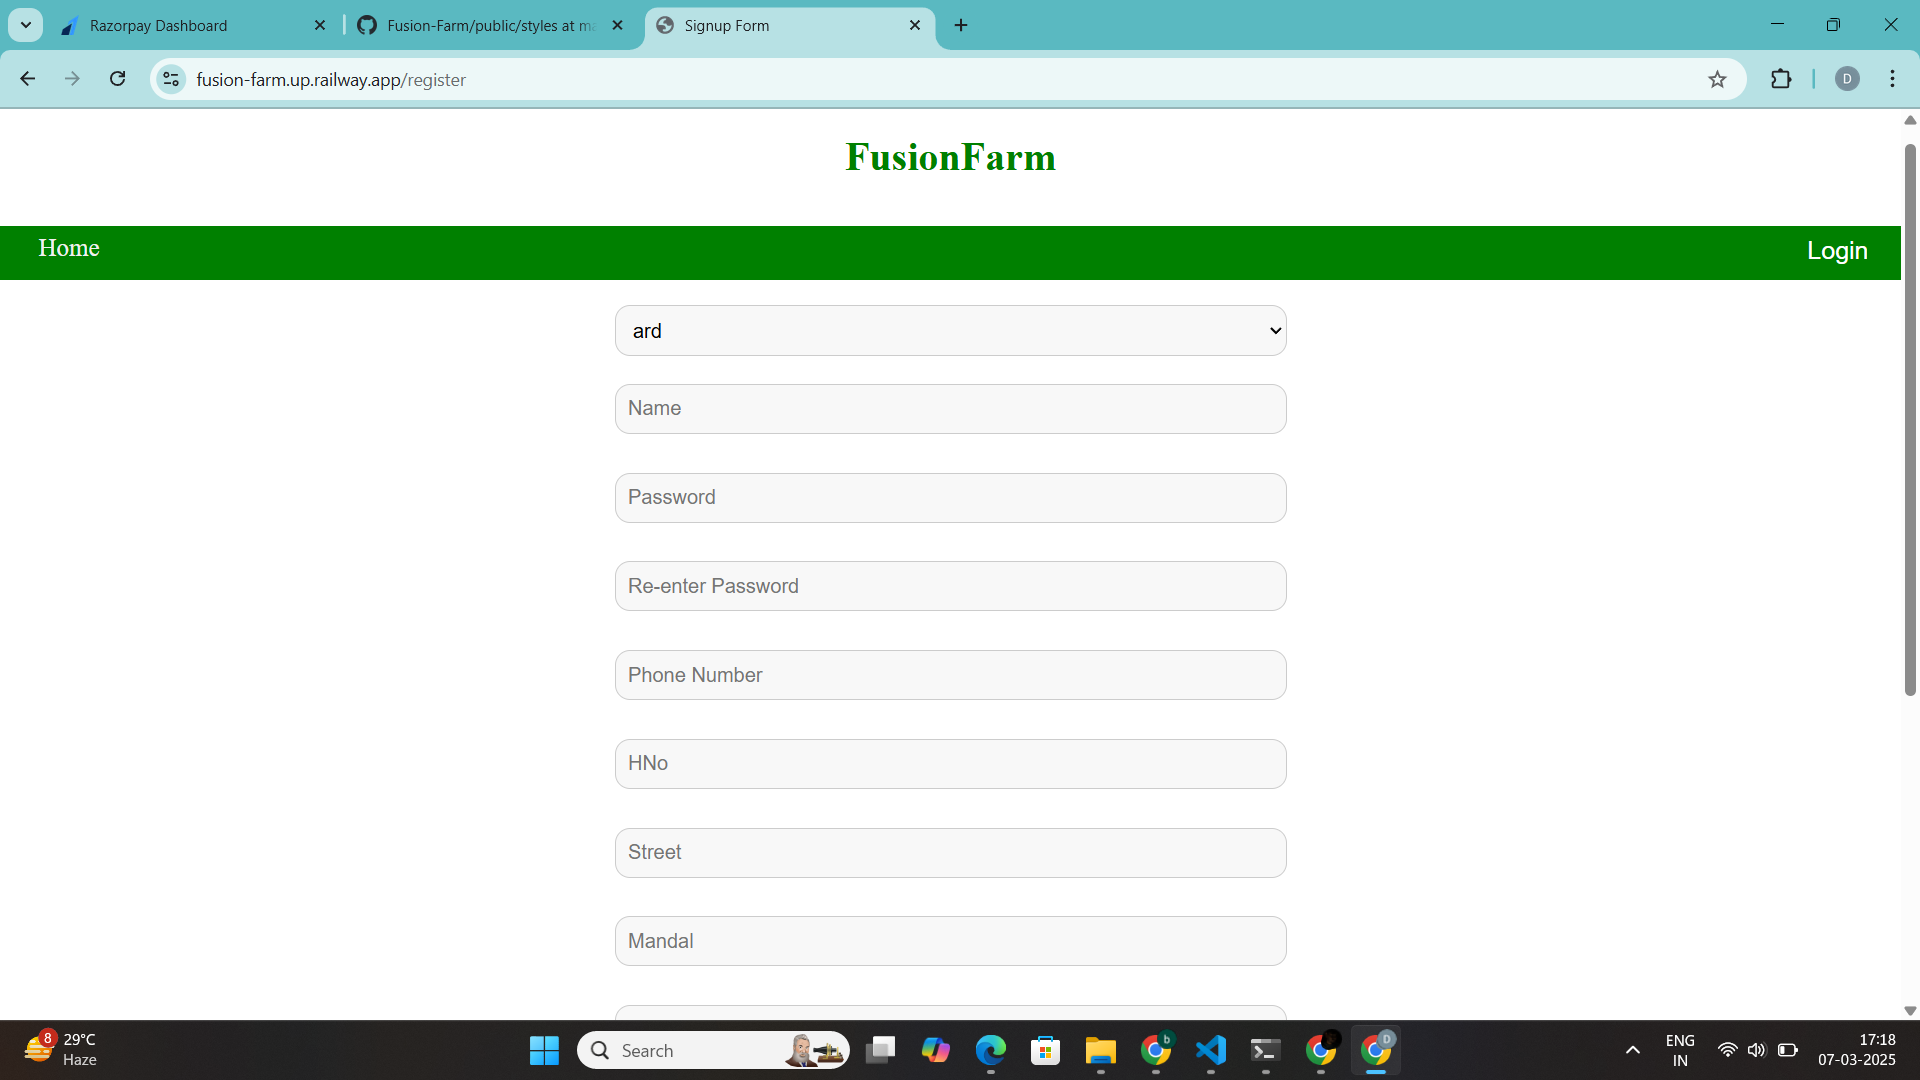 Razorpay Dashboard
Fusion-Farm/public/styles at ma
Signup Form
fusion-farm.up.railway.app/register
D
FusionFarm
Home
Login
ard
Name
Password
Re-enter Password
Phone Number
HNo
Street
Mandal
8
29°C
Haze
Search
b
D
ENG
IN
17:18
07-03-2025